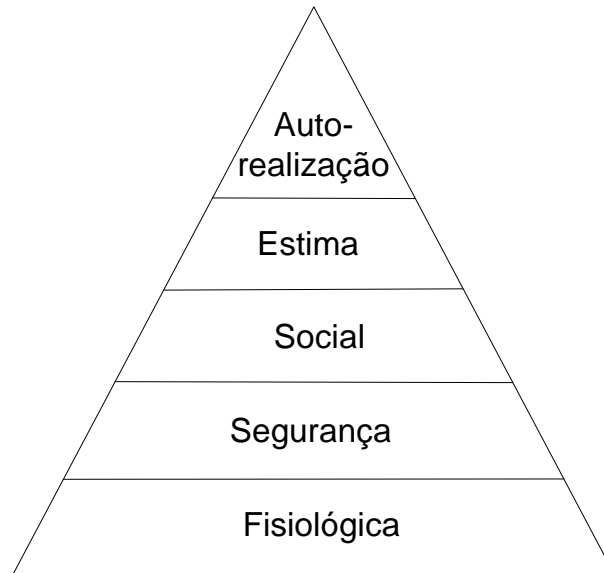 Auto-
realização
Estima
Social
Segurança
Fisiológica